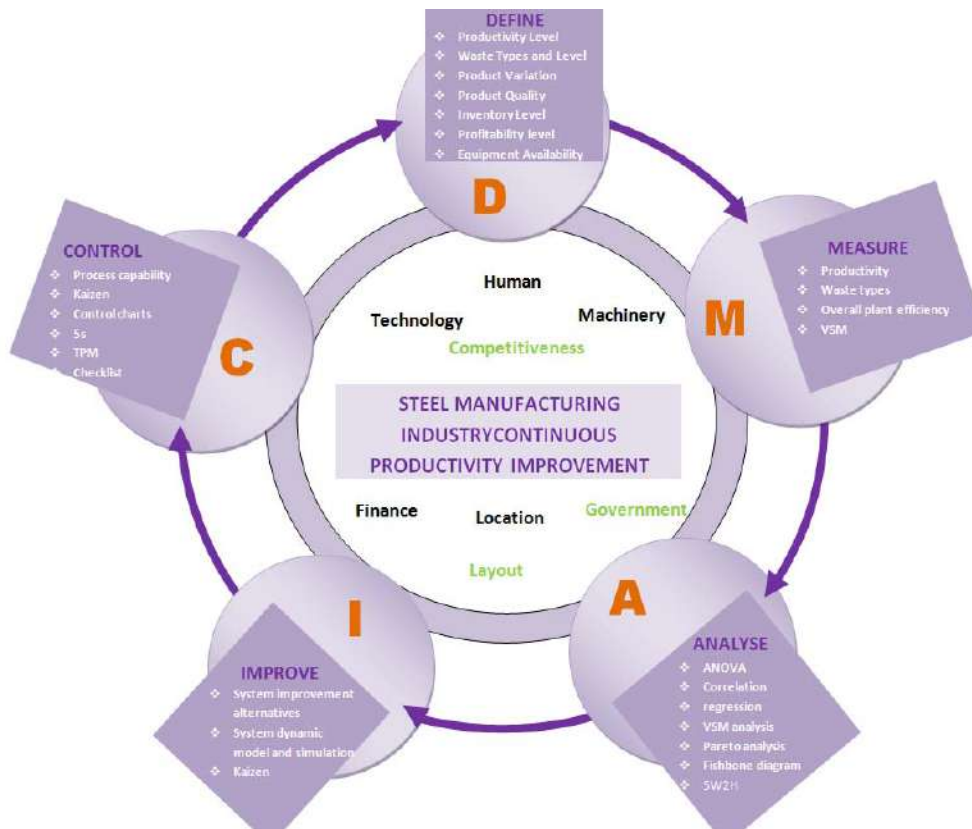 DEFINE
❖ Productivity Level
❖ Waste Types and Level
❖ Product Variation
❖ Product Quality
❖ Inventory Level
❖ Profitability level
❖ Equipment Availability
D
MEASURE
❖ Productivity
❖ Waste types
❖ Overall plant efficiency
❖ VSM
M
ANALYSE
❖ ANOVA
❖ Correlation
❖ regression
❖ VSM analysis
❖ Pareto analysis
❖ Fishbone diagram
❖ 5W2H
A
IMPROVE
❖ System improvement
alternatives
❖ System dynamic
model and simulation
❖ Kaizen
I
CONTROL
❖ Process capability
❖ Kaizen
❖ Control charts
❖ 5s
❖ TPM
❖ Checklist
C
Human
Technology
Machinery
Competitiveness
STEEL MANUFACTURING
INDUSTRYCONTINUOUS
PRODUCTIVITY IMPROVEMENT
Finance
Location
Government
Layout